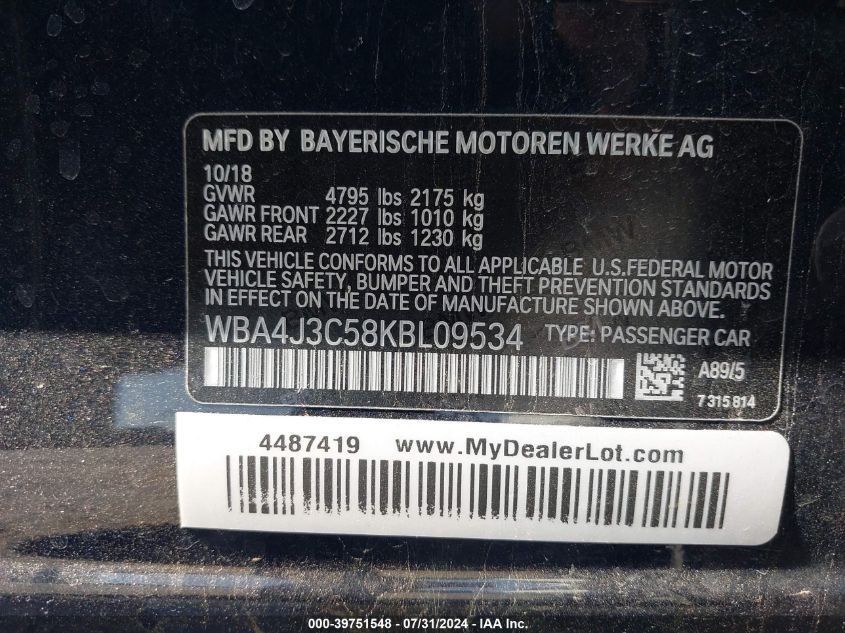 MFD BY BAYERISCHE MOTOREN WERKE AG
10/18
GVWR 4795 lbs 2175 kg
GAWR FRONT 2227 lbs 1010 kg
GAWR REAR 2712 lbs 1230 kg
THIS VEHICLE CONFORMS TO ALL APPLICABLE U.S.FEDERAL MOTOR
VEHICLE SAFETY, BUMPER AND THEFT PREVENTION STANDARDS
IN EFFECT ON THE DATE OF MANUFACTURE SHOWN ABOVE.
WBA4J3C58KBL09534 TYPE: PASSENGER CAR
A89/5
7 315 814
4487419 www.MyDealerLot.com
000-39751548 - 07/31/2024 - IAA Inc.